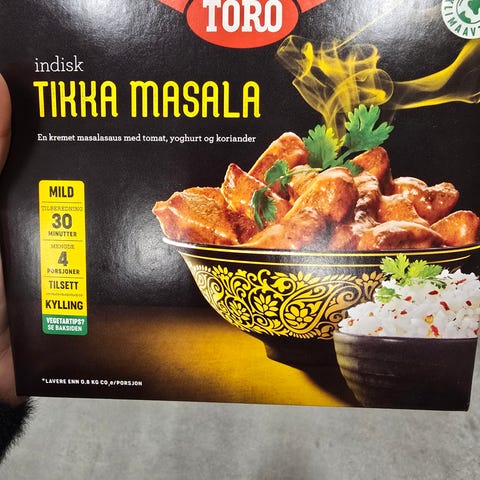 TORO
indisk
TIKKA MASALA
En kremet masalasaus med tomat, yoghurt og koriander
MILD
TILBEREDNING
30
MINUTTER
MENGDE
4
PORSJONER
TILSETT
KYLLING
VEGETARTIPS?
SE BAKSIDEN
*LAVERE ENN 0.8 KG CO₂e/PORSJON